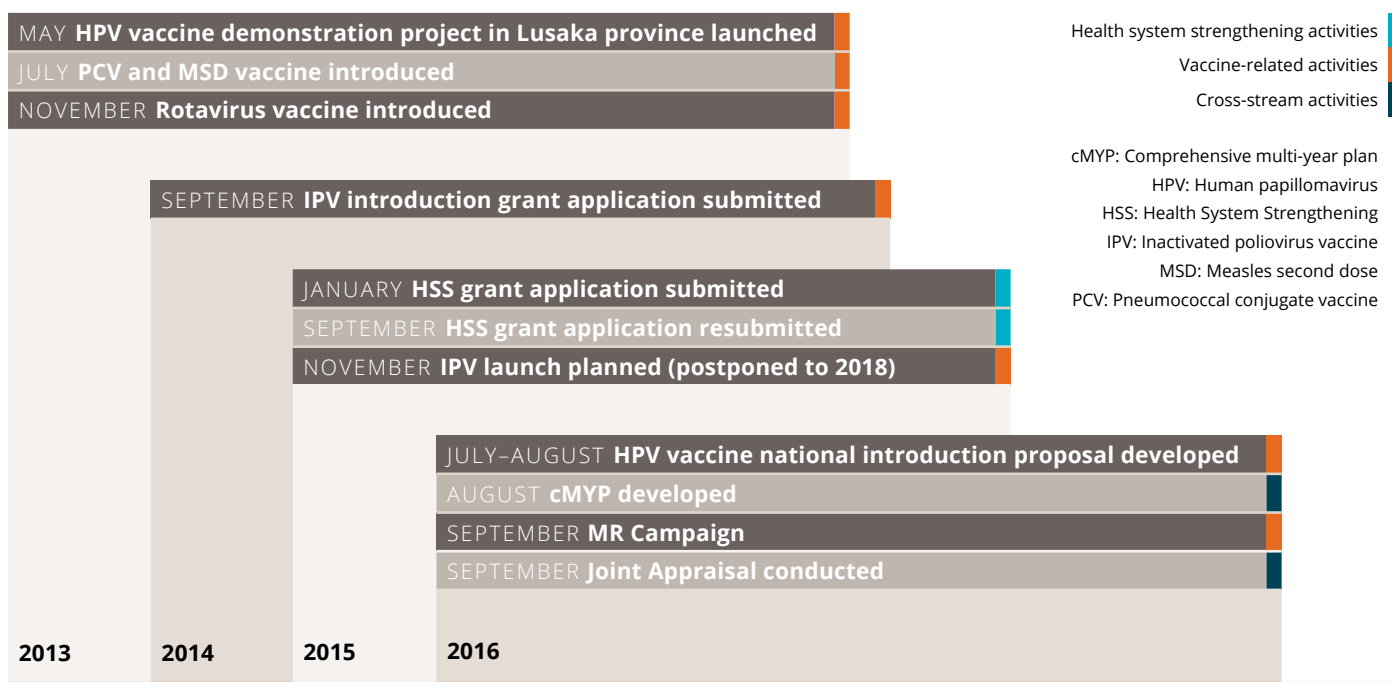 MAY HPV vaccine demonstration project in Lusaka province launched
JULY PCV and MSD vaccine introduced
NOVEMBER Rotavirus vaccine introduced
SEPTEMBER IPV introduction grant application submitted
JANUARY HSS grant application submitted
SEPTEMBER HSS grant application resubmitted
NOVEMBER IPV launch planned (postponed to 2018)
JULY–AUGUST HPV vaccine national introduction proposal developed
AUGUST cMYP developed
SEPTEMBER MR Campaign
SEPTEMBER Joint Appraisal conducted
2013
2014
2015
2016
Health system strengthening activities
Vaccine-related activities
Cross-stream activities
cMYP: Comprehensive multi-year plan
HPV: Human papillomavirus
HSS: Health System Strengthening
IPV: Inactivated poliovirus vaccine
MSD: Measles second dose
PCV: Pneumococcal conjugate vaccine